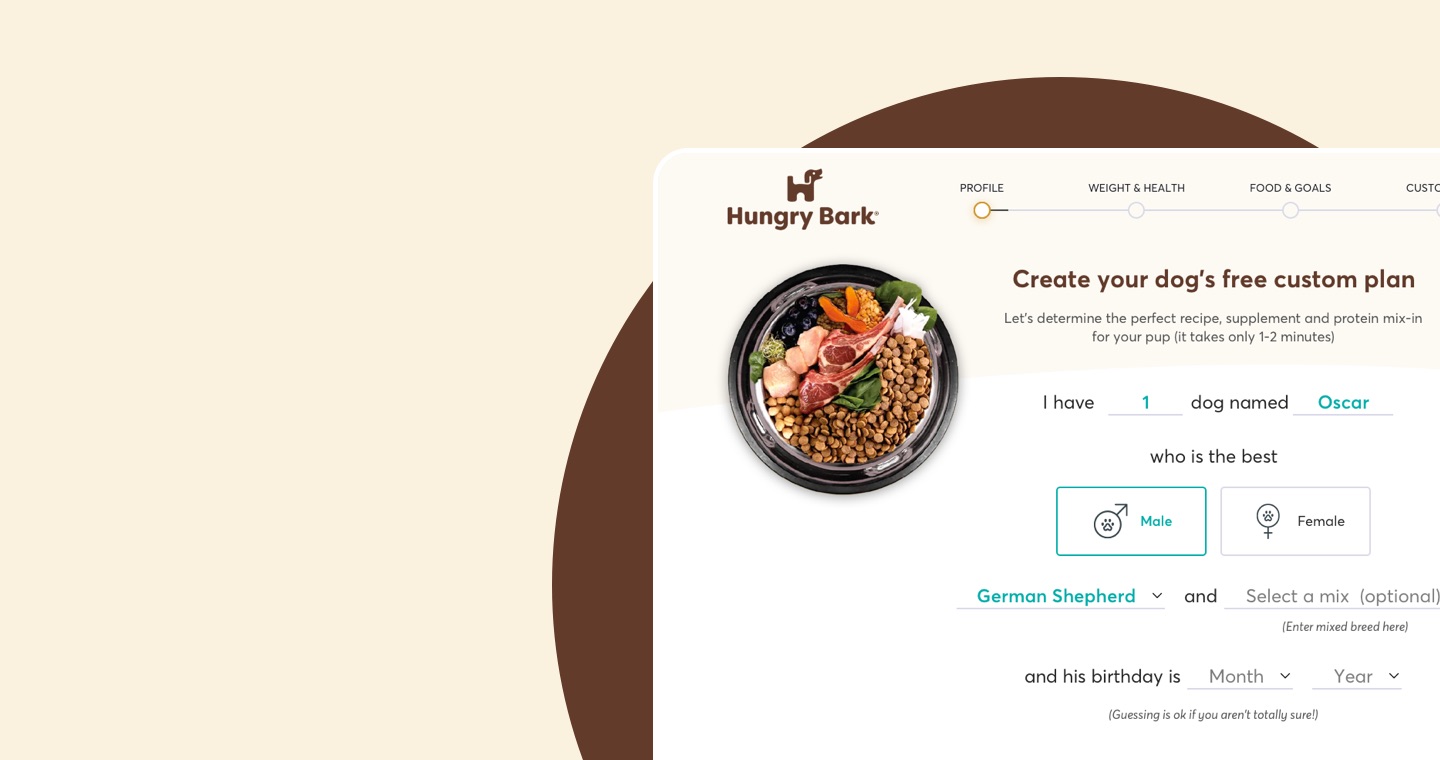 PROFILE WEIGHT & HEALTH FOOD & GOALS CUSTO
Hungry Bark®
Create your dog's free custom plan
Let's determine the perfect recipe, supplement and protein mix-in
for your pup (it takes only 1-2 minutes)
I have 1 dog named Oscar
who is the best
Male Female
German Shepherd and Select a mix (optional)
(Enter mixed breed here)
and his birthday is Month Year
(Guessing is ok if you aren't totally sure!)